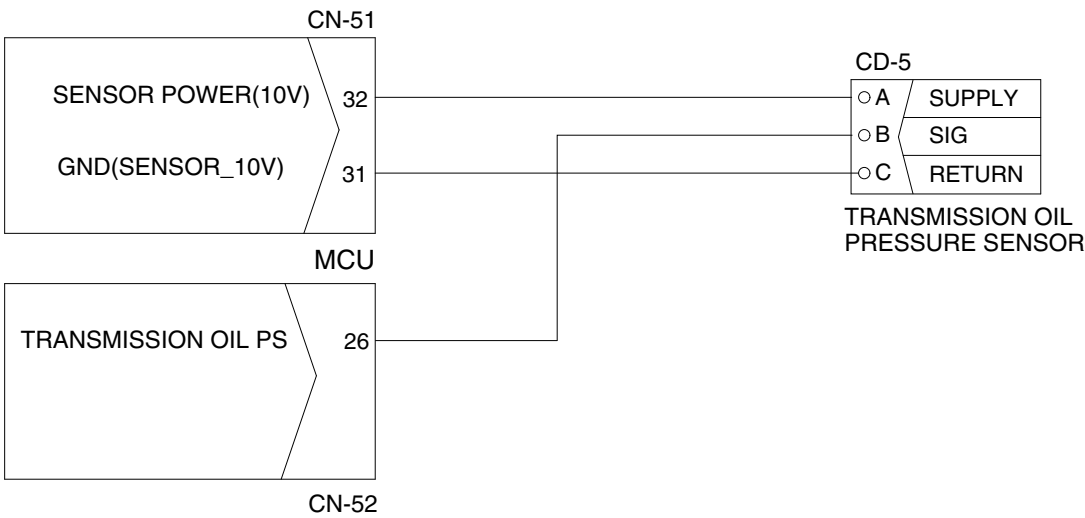 CN-51
SENSOR POWER(10V) 32
GND(SENSOR_10V) 31
MCU
TRANSMISSION OIL PS 26
CN-52
CD-5
A SUPPLY
B SIG
C RETURN
TRANSMISSION OIL
PRESSURE SENSOR